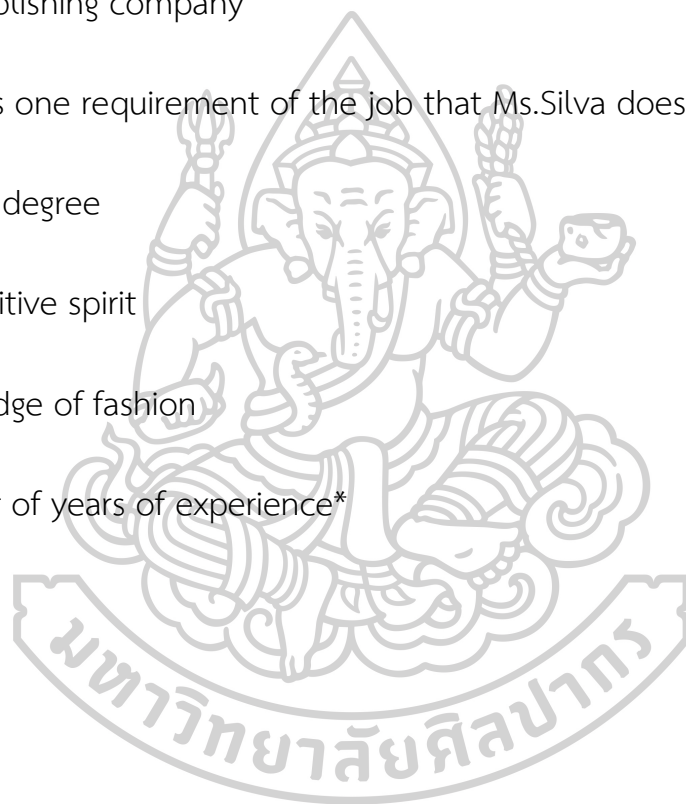 blishing company
s one requirement of the job that Ms.Silva does
degree
itive spirit
dge of fashion
of years of experience*
มหาวิทยาลัยศิลปากร